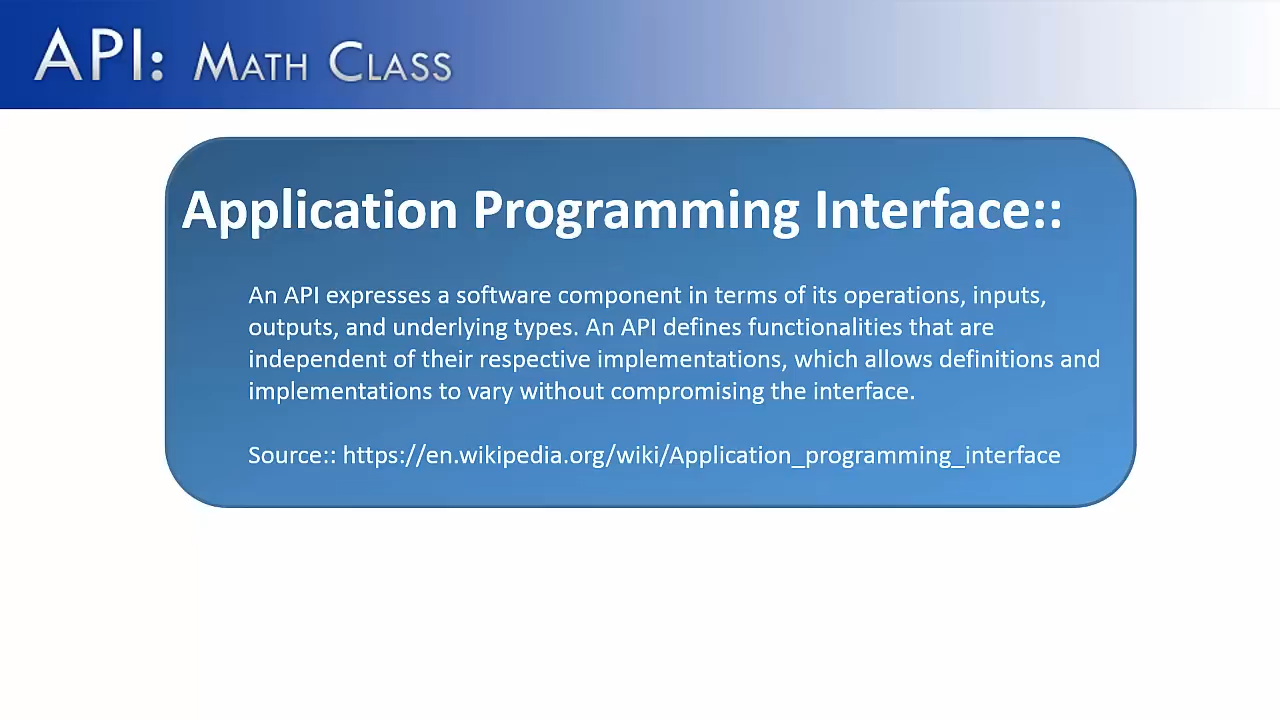 API: Math Class
Application Programming Interface::
An API expresses a software component in terms of its operations, inputs,
outputs, and underlying types. An API defines functionalities that are
independent of their respective implementations, which allows definitions and
implementations to vary without compromising the interface.
Source:: https://en.wikipedia.org/wiki/Application_programming_interface